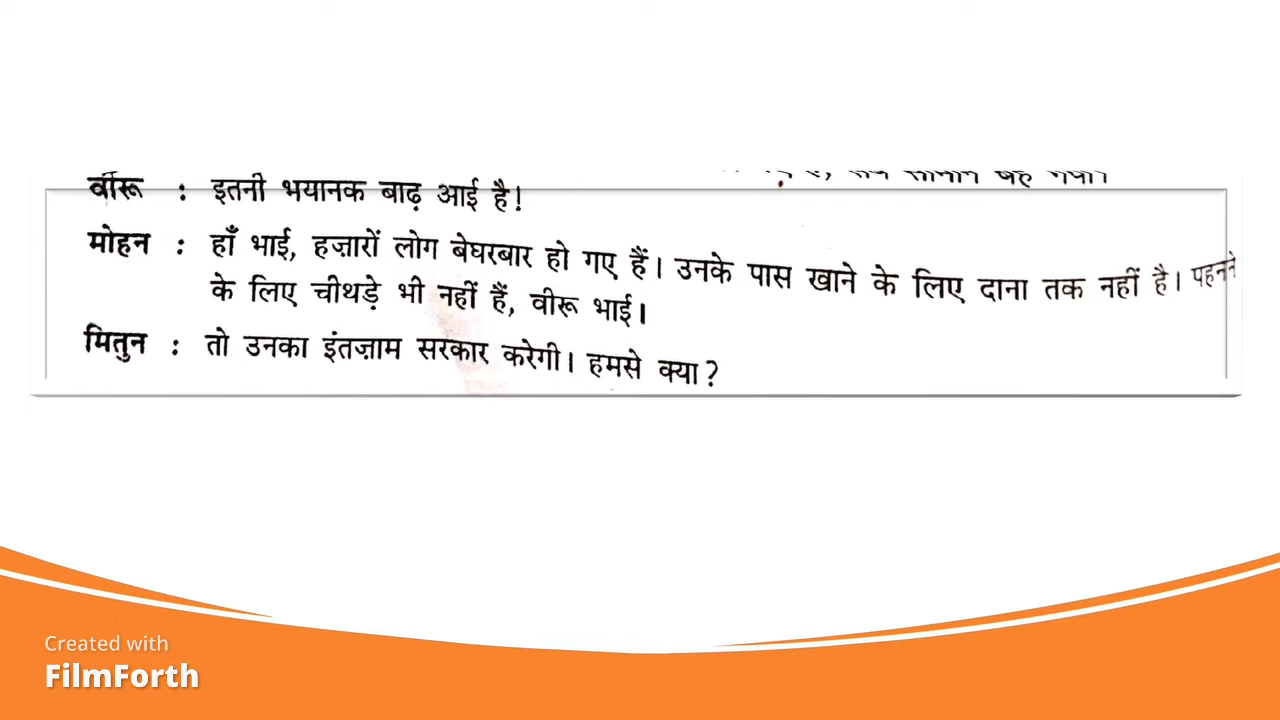 वीरू : इतनी भयानक बाढ़ आई है!
मोहन : हाँ भाई, हज़ारों लोग बेघरबार हो गए हैं। उनके पास खाने के लिए दाना तक नहीं है। पहनने
के लिए चीथड़े भी नहीं हैं, वीरू भाई।
मितुन : तो उनका इंतज़ाम सरकार करेगी। हमसे क्या?
Created with
FilmForth